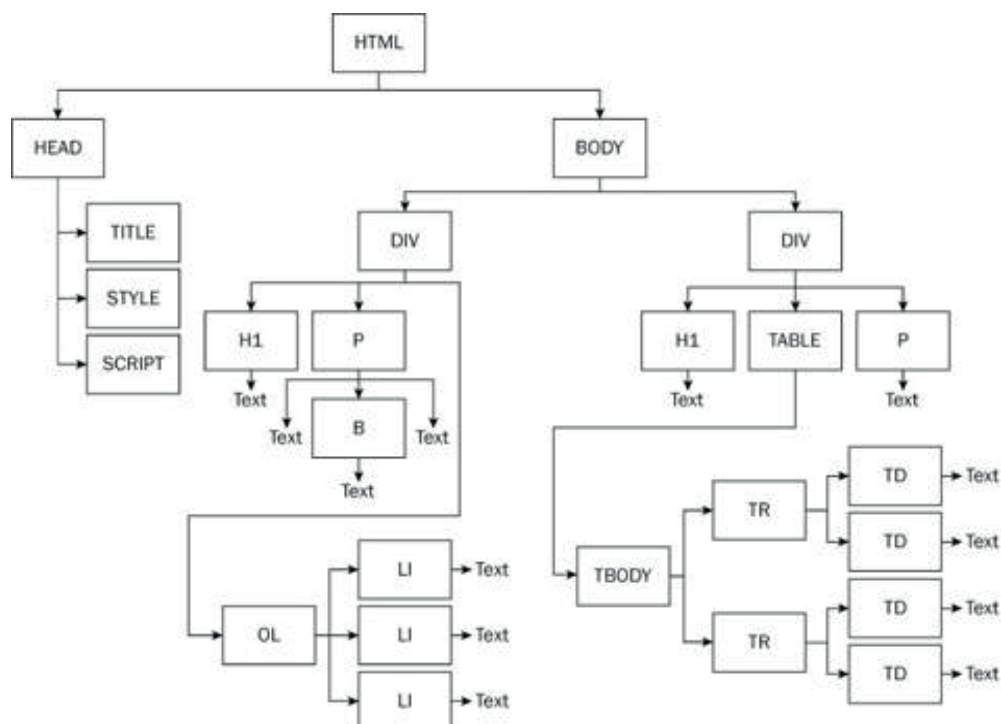 HTML
HEAD
BODY
TITLE
STYLE
SCRIPT
DIV
DIV
H1
P
Text
Text
B
Text
Text
H1
TABLE
P
Text
Text
OL
LI
Text
LI
Text
LI
Text
TBODY
TR
TD
Text
TD
Text
TR
TD
Text
TD
Text